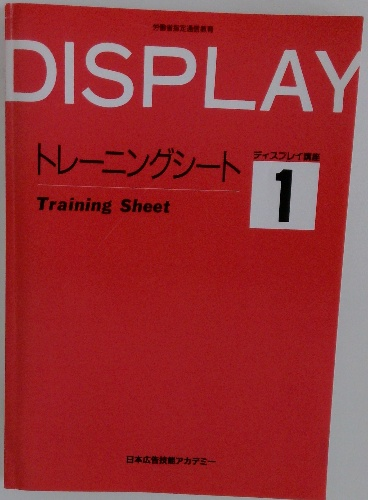 労働省認定通信教育
DISPLAY
トレーニングシート
ディスプレイ講座
1
Training Sheet
日本広告技能アカデミー